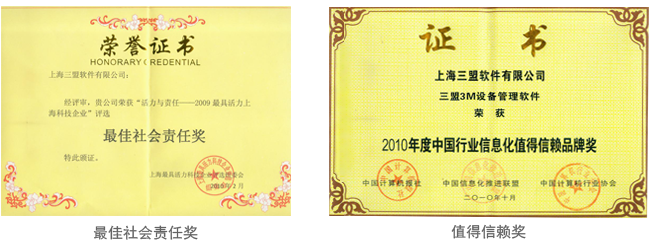 荣誉证书
HONORARY CREDENTIAL
上海三盟软件有限公司：
经评审，贵公司荣获“活力与责任——2009最具活力上
海科技企业”评选
最佳社会责任奖
特此颁证。
最佳社会责任奖
证 书
上海三盟软件有限公司
三盟3M设备管理软件
荣 获
2010年度中国行业信息化值得信赖品牌奖
中国计算机报社 中国信息化推进联盟 中国计算机行业协会
二〇一〇年十月
值得信赖奖